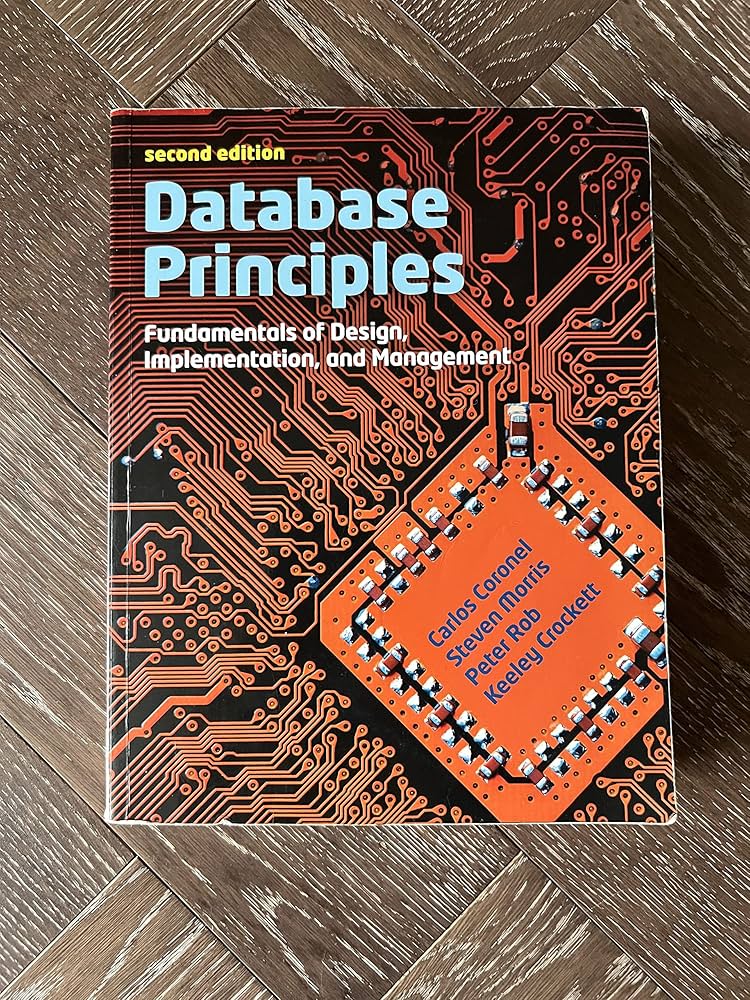 second edition
Database
Principles
Fundamentals of Design,
Implementation, and Management
Carlos Coronel
Steven Morris
Peter Rob
Keeley Crockett